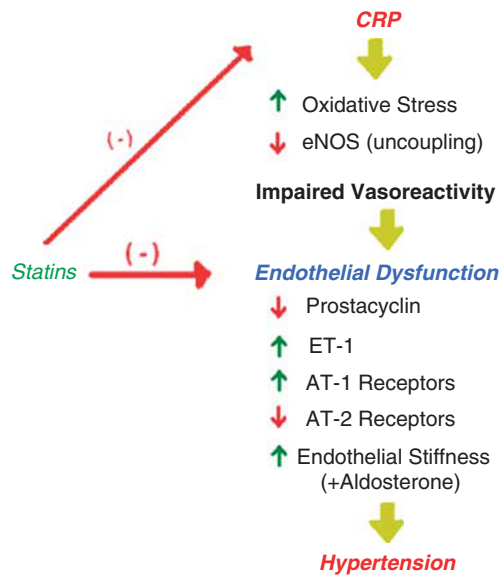 CRP
Oxidative Stress
eNOS (uncoupling)
(-)
Impaired Vasoreactivity
Statins
(-)
Endothelial Dysfunction
Prostacyclin
ET-1
AT-1 Receptors
AT-2 Receptors
Endothelial Stiffness
(+Aldosterone)
Hypertension